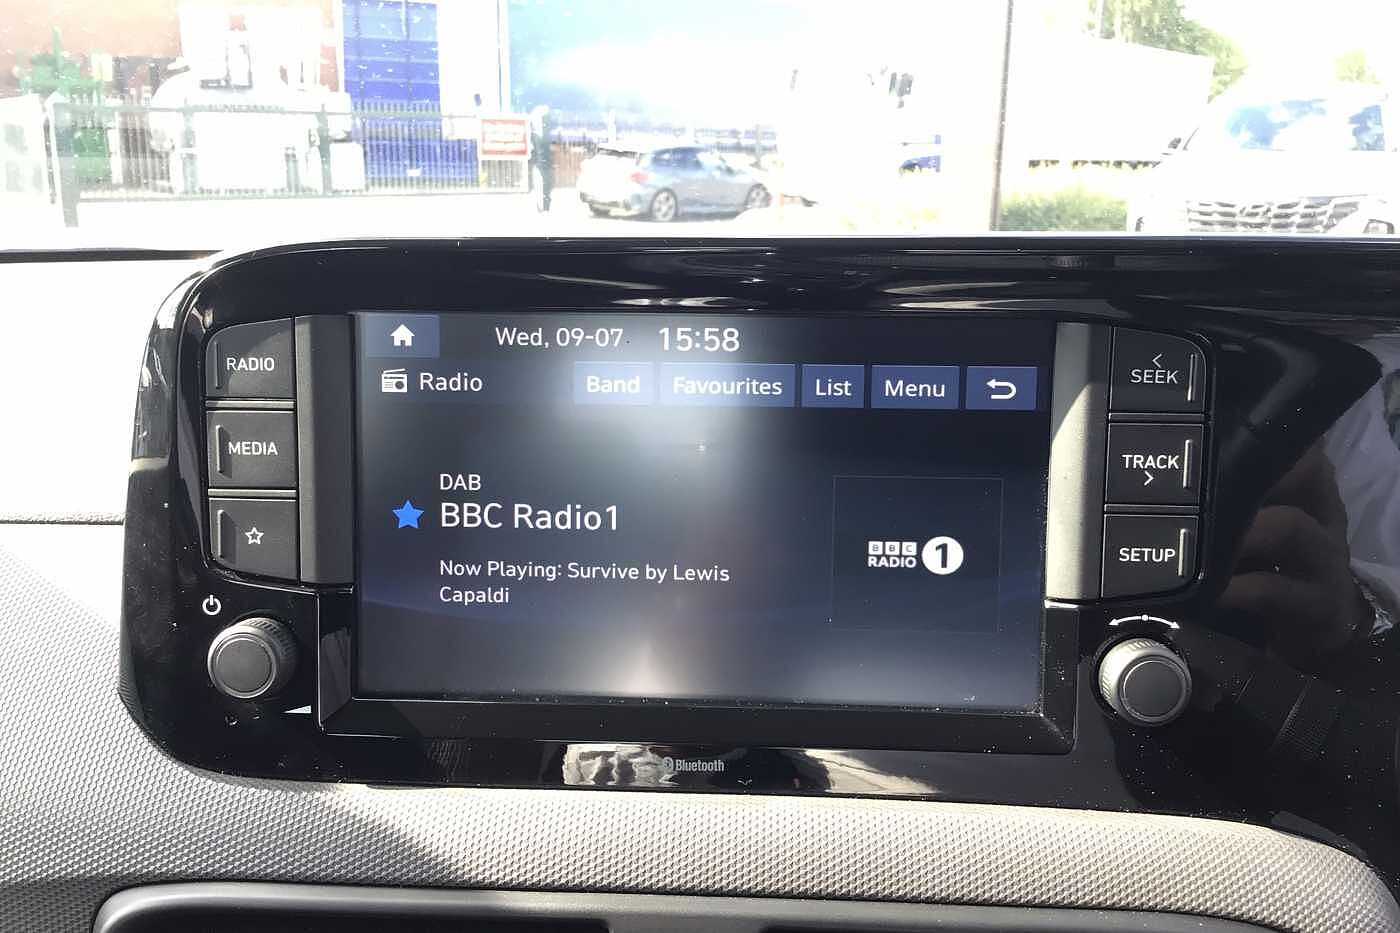 Wed, 09-07 15:58
Radio Band Favourites List Menu
DAB
BBC Radio1
Now Playing: Survive by Lewis
Capaldi
BBC
RADIO 1
RADIO
MEDIA
SEEK
TRACK
SETUP
Bluetooth